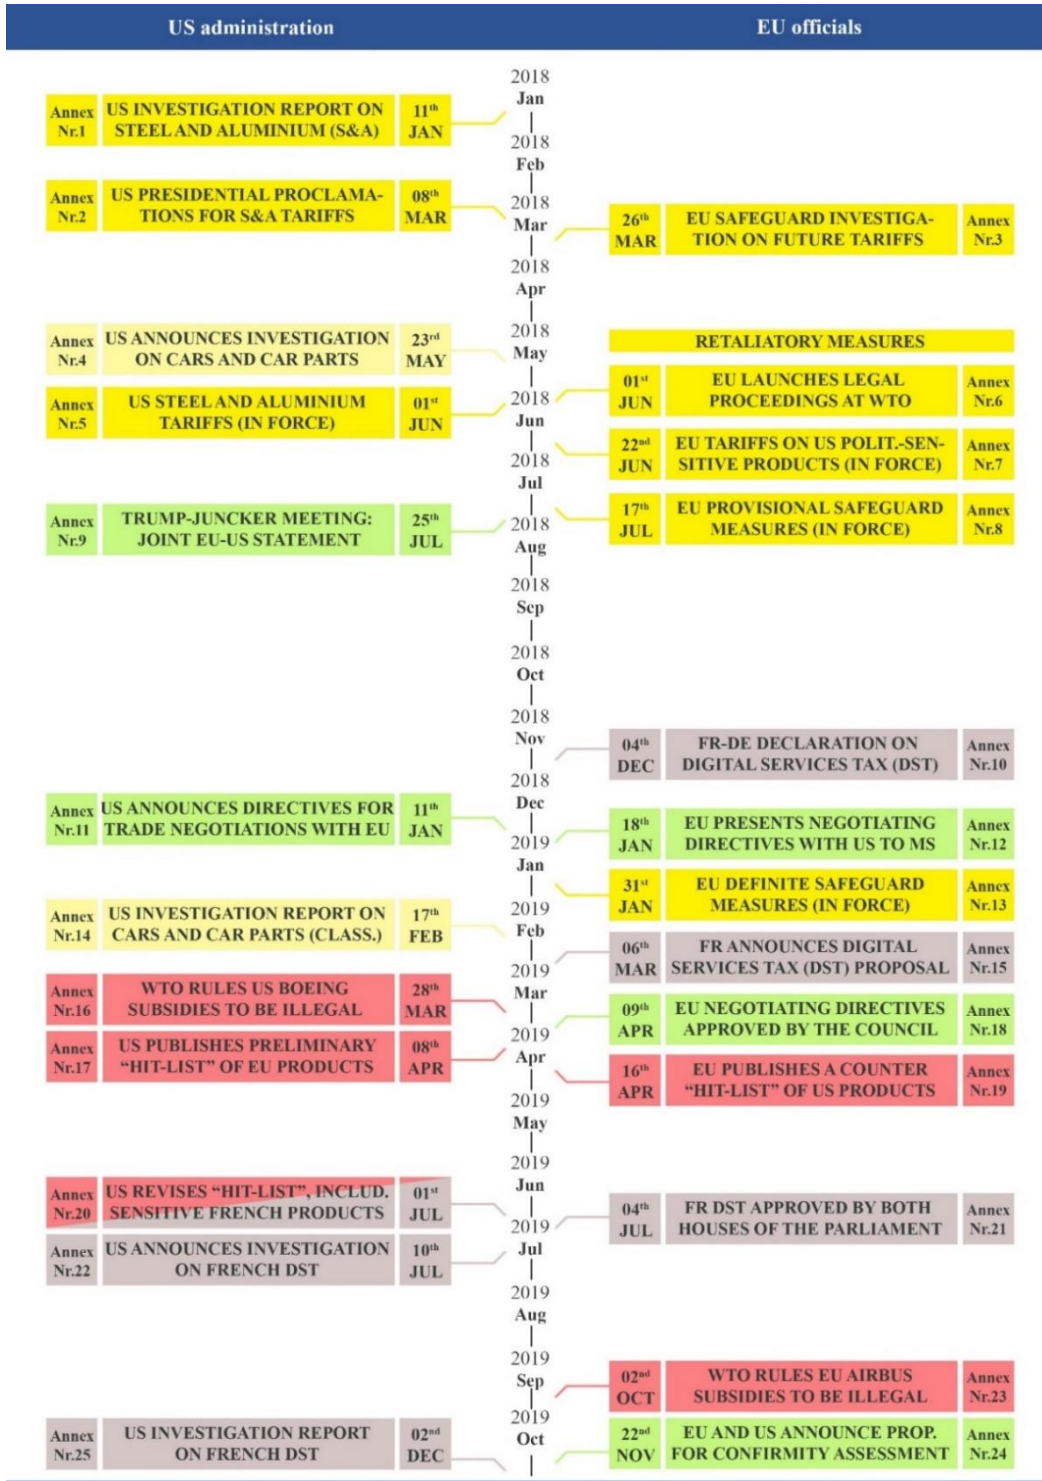 US administration
EU officials
2018
Jan
Annex
Nr.1
US INVESTIGATION REPORT ON
STEEL AND ALUMINIUM (S&A)
11th
JAN
2018
Feb
Annex
Nr.2
US PRESIDENTIAL PROCLAMA-
TIONS FOR S&A TARIFFS
08th
MAR
2018
Mar
26th
MAR
EU SAFEGUARD INVESTIGA-
TION ON FUTURE TARIFFS
Annex
Nr.3
2018
Apr
Annex
Nr.4
US ANNOUNCES INVESTIGATION
ON CARS AND CAR PARTS
23rd
MAY
2018
May
RETALIATORY MEASURES
01st
JUN
EU LAUNCHES LEGAL
PROCEEDINGS AT WTO
Annex
Nr.6
Annex
Nr.5
US STEEL AND ALUMINIUM
TARIFFS (IN FORCE)
01st
JUN
2018
Jun
22nd
JUN
EU TARIFFS ON US POLIT.-SEN-
SITIVE PRODUCTS (IN FORCE)
Annex
Nr.7
2018
Jul
17th
JUL
EU PROVISIONAL SAFEGUARD
MEASURES (IN FORCE)
Annex
Nr.8
Annex
Nr.9
TRUMP-JUNCKER MEETING:
JOINT EU-US STATEMENT
25th
JUL
2018
Aug
2018
Sep
2018
Oct
2018
Nov
04th
DEC
FR-DE DECLARATION ON
DIGITAL SERVICES TAX (DST)
Annex
Nr.10
2018
Dec
Annex
Nr.11
US ANNOUNCES DIRECTIVES FOR
TRADE NEGOTIATIONS WITH EU
11th
JAN
18th
JAN
EU PRESENTS NEGOTIATING
DIRECTIVES WITH US TO MS
Annex
Nr.12
2019
Jan
31st
JAN
EU DEFINITE SAFEGUARD
MEASURES (IN FORCE)
Annex
Nr.13
Annex
Nr.14
US INVESTIGATION REPORT ON
CARS AND CAR PARTS (CLASS.)
17th
FEB
2019
Feb
06th
MAR
FR ANNOUNCES DIGITAL
SERVICES TAX (DST) PROPOSAL
Annex
Nr.15
2019
Mar
Annex
Nr.16
WTO RULES US BOEING
SUBSIDIES TO BE ILLEGAL
28th
MAR
09th
APR
EU NEGOTIATING DIRECTIVES
APPROVED BY THE COUNCIL
Annex
Nr.18
2019
Apr
Annex
Nr.17
US PUBLISHES PRELIMINARY
“HIT-LIST” OF EU PRODUCTS
08th
APR
16th
APR
EU PUBLISHES A COUNTER
“HIT-LIST” OF US PRODUCTS
Annex
Nr.19
2019
May
2019
Jun
Annex
Nr.20
US REVISES “HIT-LIST”, INCLUD.
SENSITIVE FRENCH PRODUCTS
01st
JUL
04th
JUL
FR DST APPROVED BY BOTH
HOUSES OF THE PARLIAMENT
Annex
Nr.21
2019
Jul
Annex
Nr.22
US ANNOUNCES INVESTIGATION
ON FRENCH DST
10th
JUL
2019
Aug
2019
Sep
02nd
OCT
WTO RULES EU AIRBUS
SUBSIDIES TO BE ILLEGAL
Annex
Nr.23
2019
Oct
Annex
Nr.25
US INVESTIGATION REPORT
ON FRENCH DST
02nd
DEC
22nd
NOV
EU AND US ANNOUNCE PROP.
FOR CONFIRMITY ASSESSMENT
Annex
Nr.24